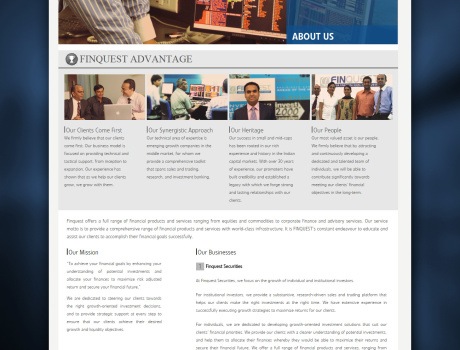 ABOUT US
FINQUEST ADVANTAGE
Our Clients Come First
We firmly believe that our clients
come first. Our business model is
focused on providing technical and
tactical support, from inception to
expansion. Our experience has
shown that as we help our clients
grow, we grow with them.
Our Synergistic Approach
Our technical area of expertise is
emerging growth companies in the
middle market, for whom we
provide a comprehensive toolkit
that spans sales and trading,
research, and investment banking.
Our Heritage
Our success in small and mid-caps
has been rooted in our rich
experience and history in the Indian
capital markets. With over 30 years
of experience, our promoters have
built credibility and established a
legacy with which we forge strong
and lasting relationships with our
clients.
Our People
Our most valued asset is our people.
We firmly believe that by attracting
and continuously developing a
dedicated and talented team of
individuals, we will be able to
contribute significantly towards
meeting our clients' financial
objectives in the long-term.
Finquest offers a full range of financial products and services ranging from equities and commodities to corporate finance and advisory services. Our service
motto is to provide a comprehensive range of financial products and services with world-class infrastructure. It is FINQUEST's constant endeavour to educate and
assist our clients to accomplish their financial goals successfully.
Our Mission
"To achieve your financial goals by enhancing your
understanding of potential investments and
allocate your finances to maximise risk adjusted
return and secure your financial future."
We are dedicated to steering our clients towards
the right growth-oriented investment decisions,
and to provide strategic support at every step to
ensure that our clients achieve their desired
growth and liquidity objectives.
Our Businesses
Finquest Securities
At Finquest Securities, we focus on the growth of individual and institutional investors.
For institutional investors, we provide a substantive, research-driven sales and trading platform that
helps our clients make the right investments at the right time. We have extensive experience in
successfully executing growth strategies to maximise returns for our clients.
For individuals, we are dedicated to developing growth-oriented investment solutions that suit our
clients' financial priorities. We provide our clients with a clearer understanding of potential investments,
and help them to allocate their finances whereby they would be able to maximize their returns and
secure their financial future. We offer a full range of financial products and services, ranging from